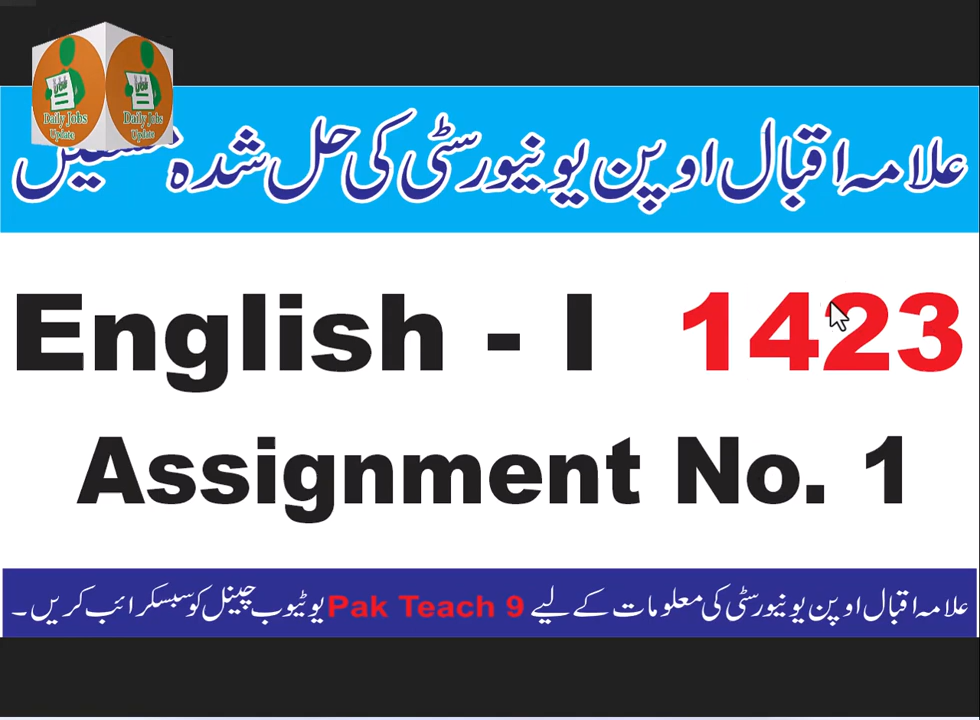 Daily Jobs Update Daily Jobs Update
علامہ اقبال اوپن یونیورسٹی کی حل شدہ
English - I 1423
Assignment No. 1
علامہ اقبال اوپن یونیورسٹی کی معلومات کے لیے Pak Teach 9 یوٹیوب چینل کو سبسکرائب کریں۔